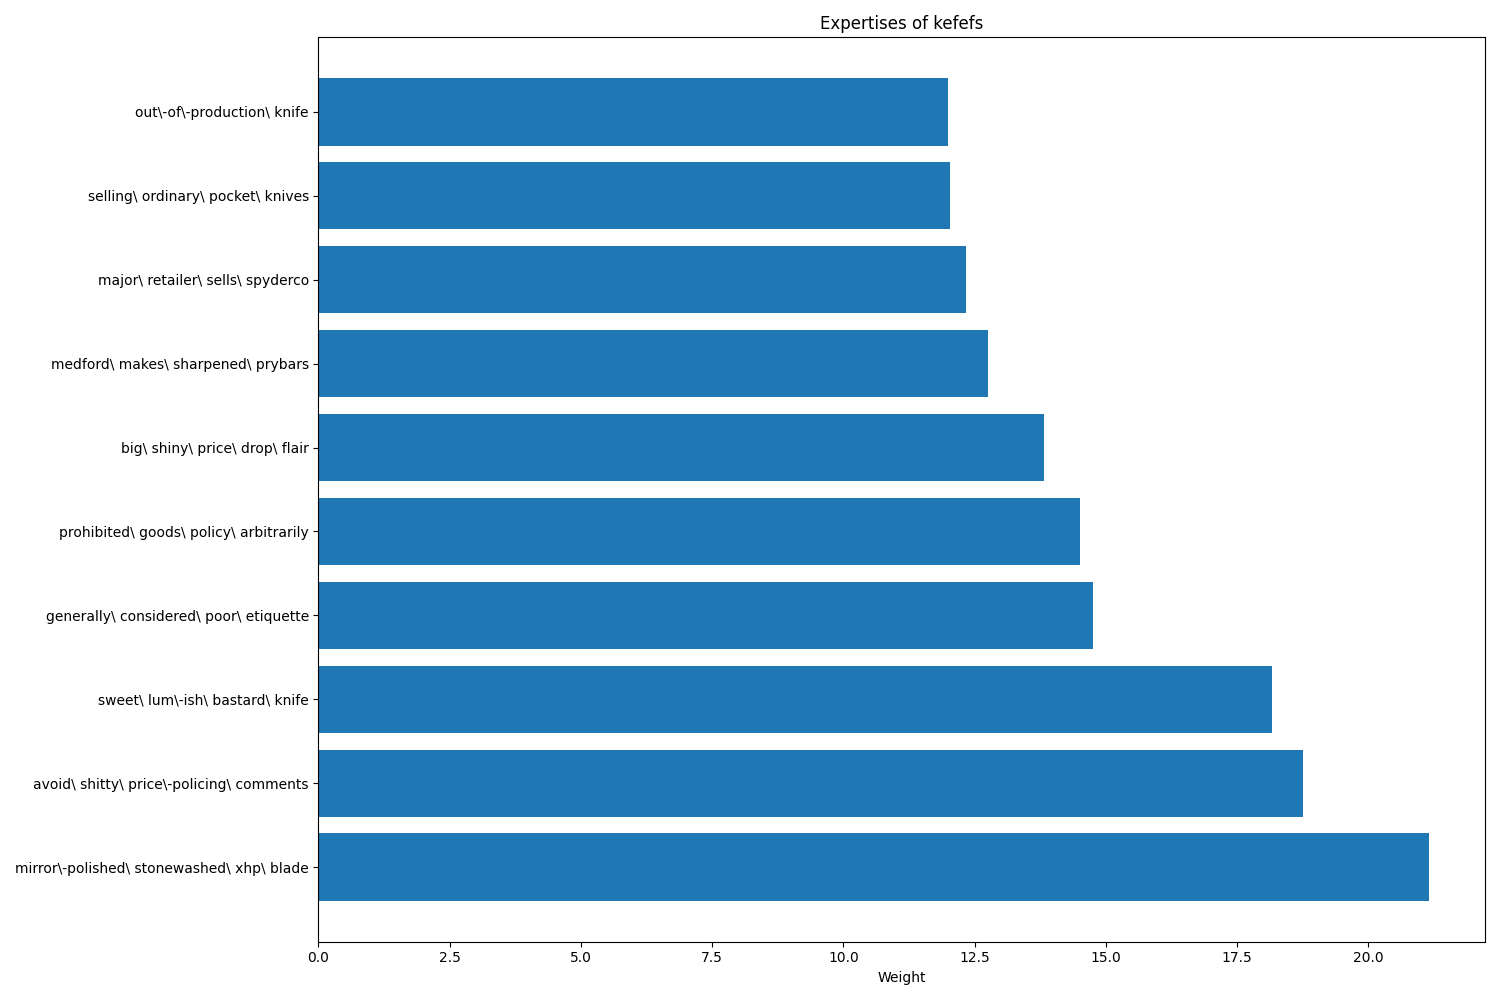 Expertises of kefefs
out\-of\-production\ knife
selling\ ordinary\ pocket\ knives
major\ retailer\ sells\ spyderco
medford\ makes\ sharpened\ prybars
big\ shiny\ price\ drop\ flair
prohibited\ goods\ policy\ arbitrarily
generally\ considered\ poor\ etiquette
sweet\ lum\-ish\ bastard\ knife
avoid\ shitty\ price\-policing\ comments
mirror\-polished\ stonewashed\ xhp\ blade
0.0 2.5 5.0 7.5 10.0 12.5 15.0 17.5 20.0
Weight